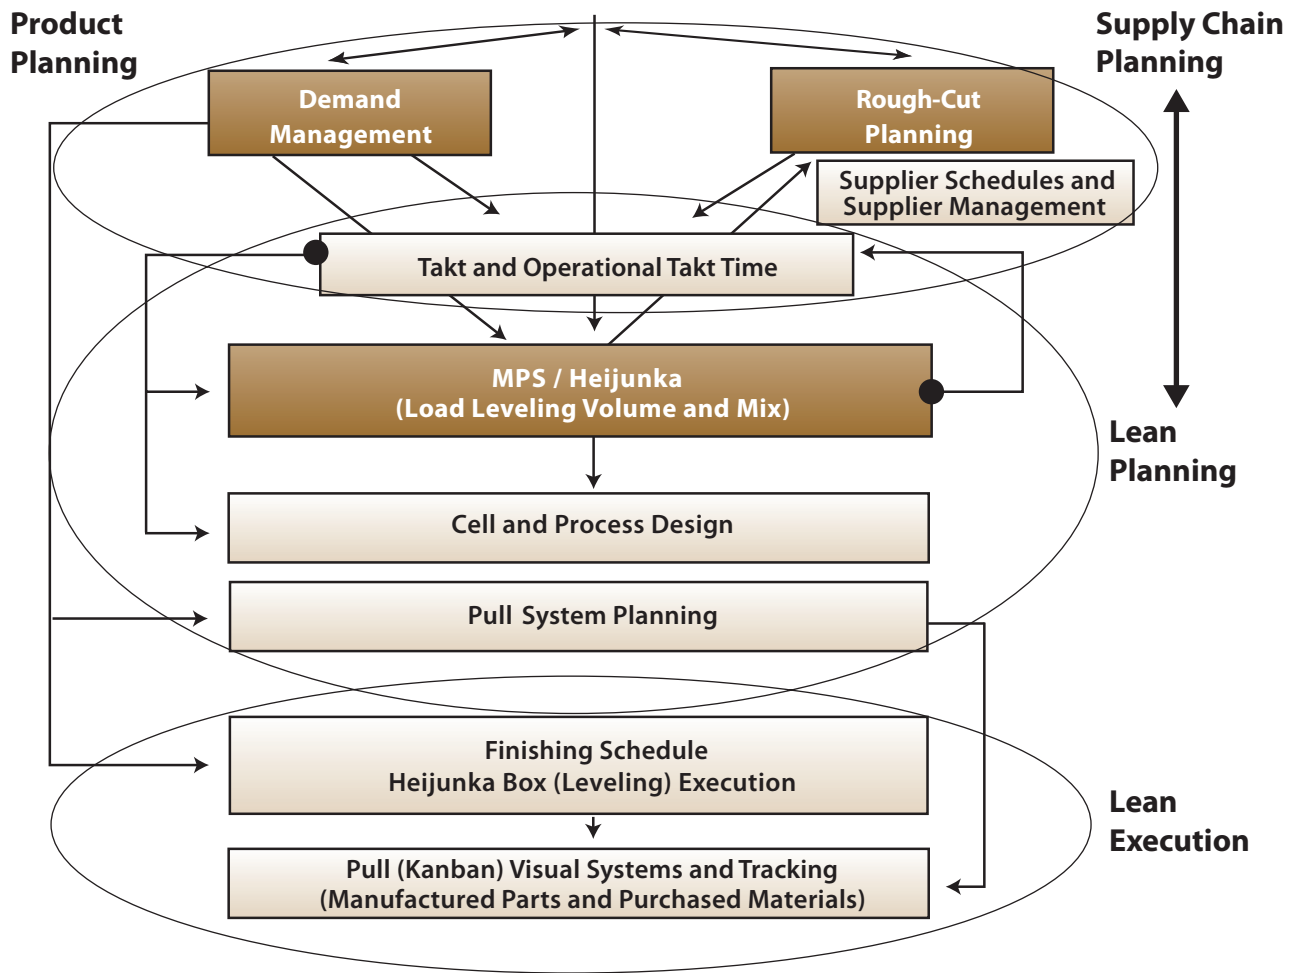 Product
Planning
Supply Chain
Planning
Demand
Management
Rough-Cut
Planning
Supplier Schedules and
Supplier Management
Takt and Operational Takt Time
MPS / Heijunka
(Load Leveling Volume and Mix)
Lean
Planning
Cell and Process Design
Pull System Planning
Finishing Schedule
Heijunka Box (Leveling) Execution
Lean
Execution
Pull (Kanban) Visual Systems and Tracking
(Manufactured Parts and Purchased Materials)